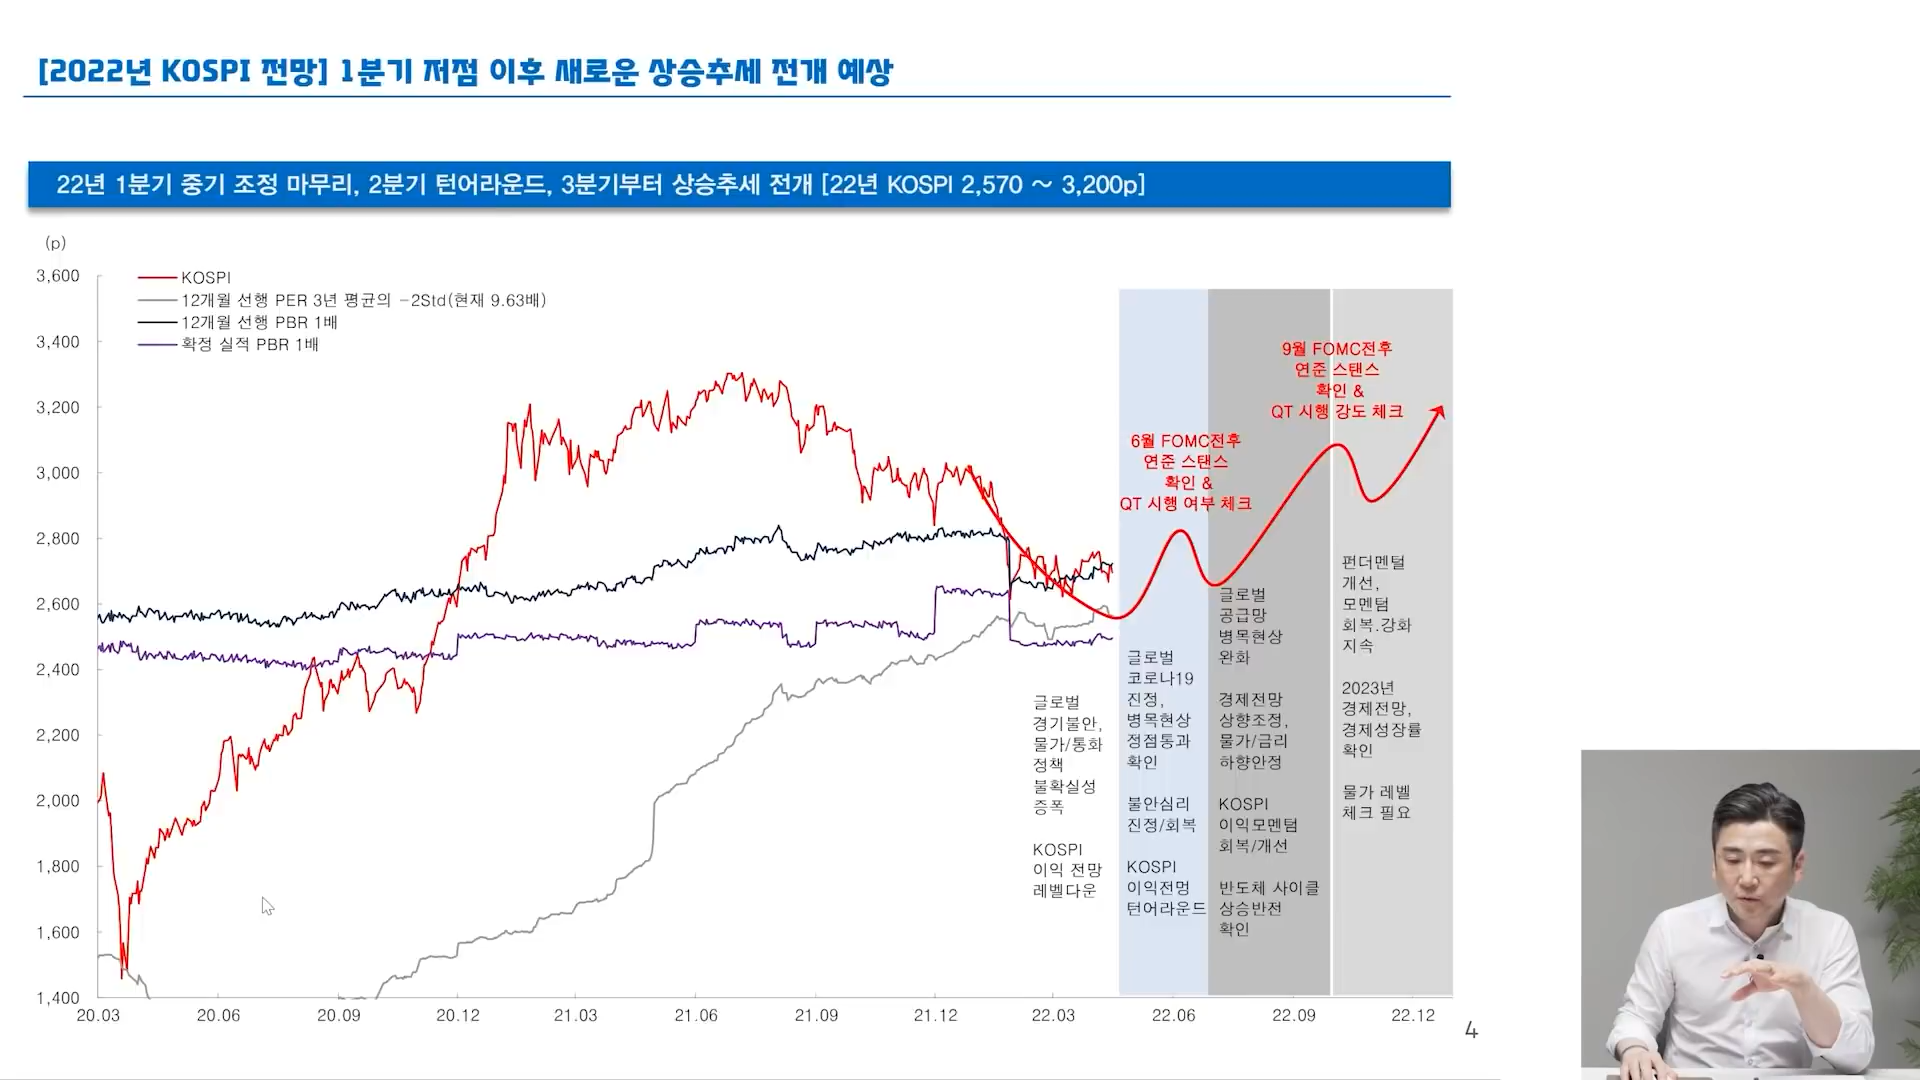 [2022년 KOSPI 전망] 1분기 저점 이후 새로운 상승추세 전개 예상
22년 1분기 중기 조정 마무리, 2분기 턴어라운드, 3분기부터 상승추세 전개 [22년 KOSPI 2,570 ~ 3,200p]
(p)
3,600
3,400
3,200
3,000
2,800
2,600
2,400
2,200
2,000
1,800
1,600
1,400
KOSPI
12개월 선행 PER 3년 평균의 -2Std(현재 9.63배)
12개월 선행 PBR 1배
확정 실적 PBR 1배
글로벌
경기불안,
물가/통화
정책
불확실성
증폭
KOSPI
이익 전망
레벨다운
6월 FOMC전후
연준 스탠스
확인 &
QT 시행 여부 체크
글로벌
코로나19
진정,
병목현상
정점통과
확인
불안심리
진정/회복
KOSPI
이익전멍
턴어라운드
글로벌
공급망
병목현상
완화
경제전망
상향조정,
물가/금리
하향안정
KOSPI
이익모멘텀
회복/개선
반도체 사이클
상승반전
확인
9월 FOMC전후
연준 스탠스
확인 &
QT 시행 강도 체크
펀더멘털
개선,
모멘텀
회복.강화
지속
2023년
경제전망,
경제성장률
확인
물가 레벨
체크 필요
20.03
20.06
20.09
20.12
21.03
21.06
21.09
21.12
22.03
22.06
22.09
22.12
4